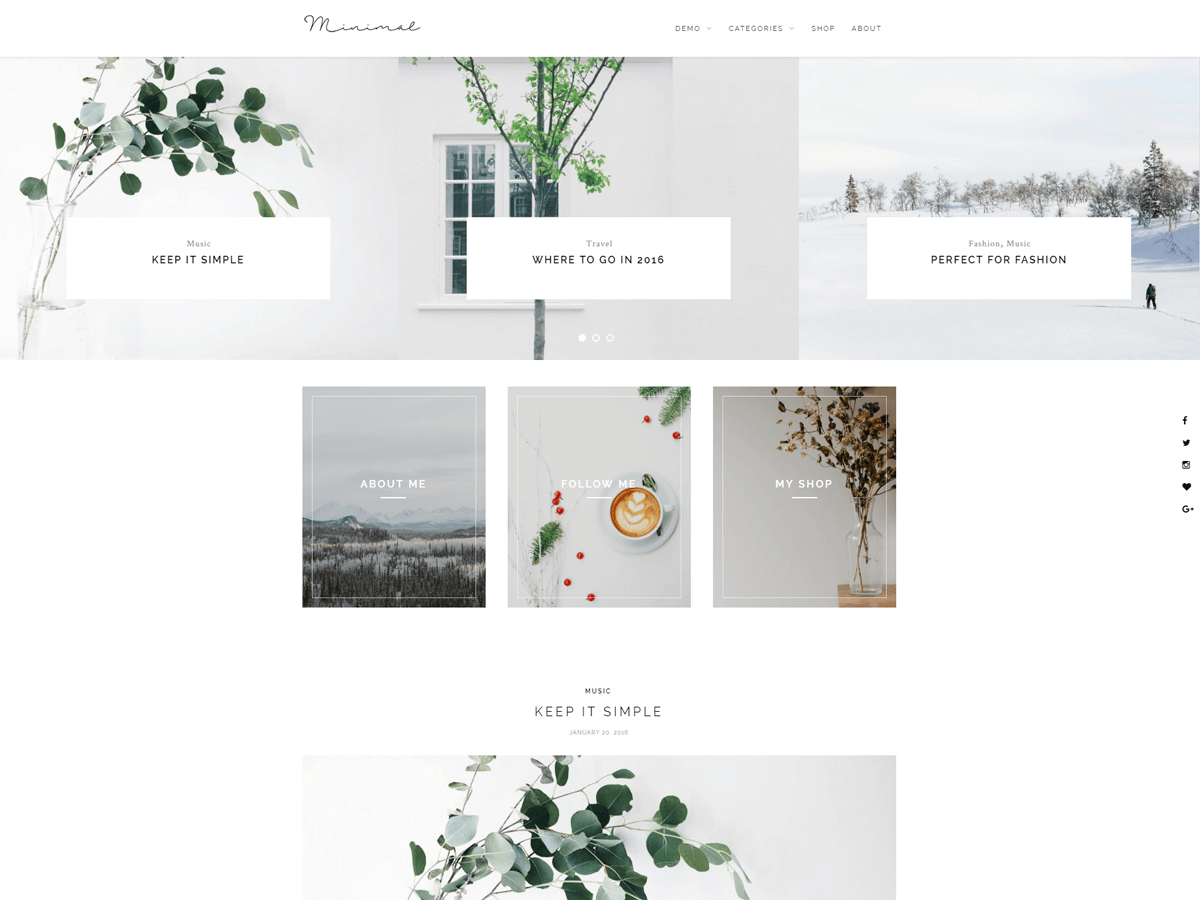 Minimal
DEMO
CATEGORIES
SHOP
ABOUT
Music
KEEP IT SIMPLE
Travel
WHERE TO GO IN 2016
Fashion, Music
PERFECT FOR FASHION
ABOUT ME
FOLLOW ME
MY SHOP
MUSIC
KEEP IT SIMPLE
JANUARY 20, 2016